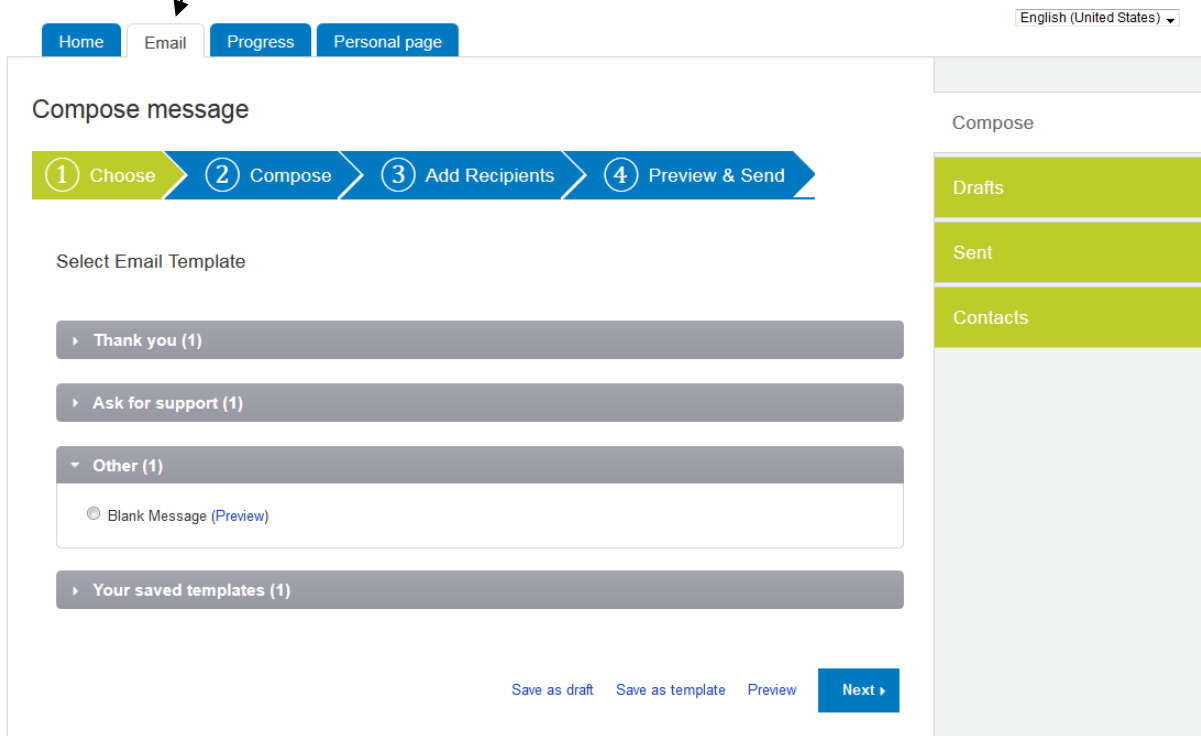 English (United States)
Home Email Progress Personal page
Compose message
1 Choose 2 Compose 3 Add Recipients 4 Preview & Send
Select Email Template
Thank you (1)
Ask for support (1)
Other (1)
Blank Message (Preview)
Your saved templates (1)
Save as draft Save as template Preview Next
Compose
Drafts
Sent
Contacts